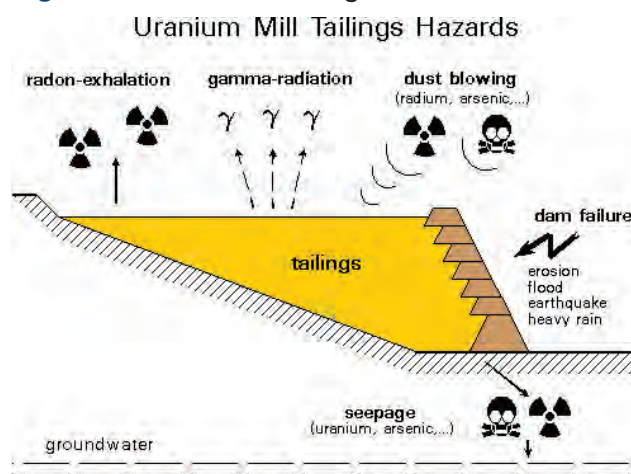 Uranium Mill Tailings Hazards
radon-exhalation
gamma-radiation
dust blowing
(radium, arsenic,...)
γ γ γ
dam failure
erosion
flood
earthquake
heavy rain
tailings
seepage
(uranium, arsenic,...)
groundwater